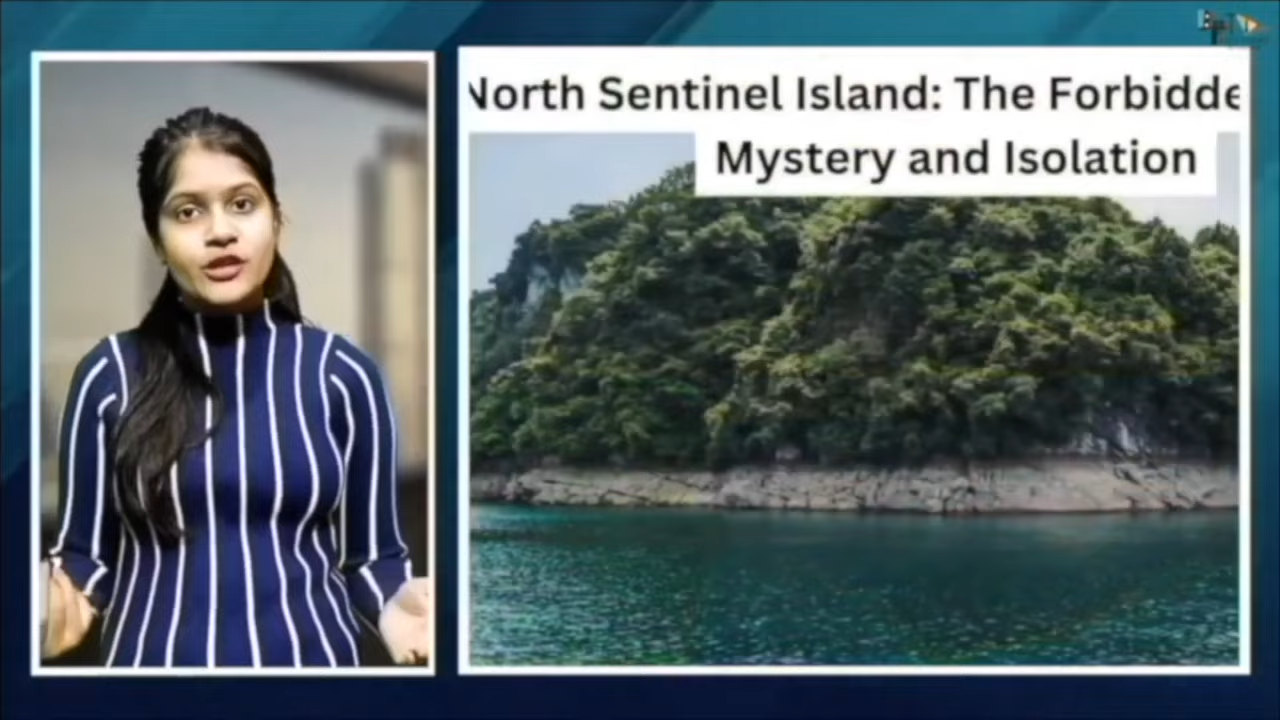 North Sentinel Island: The Forbidde
Mystery and Isolation